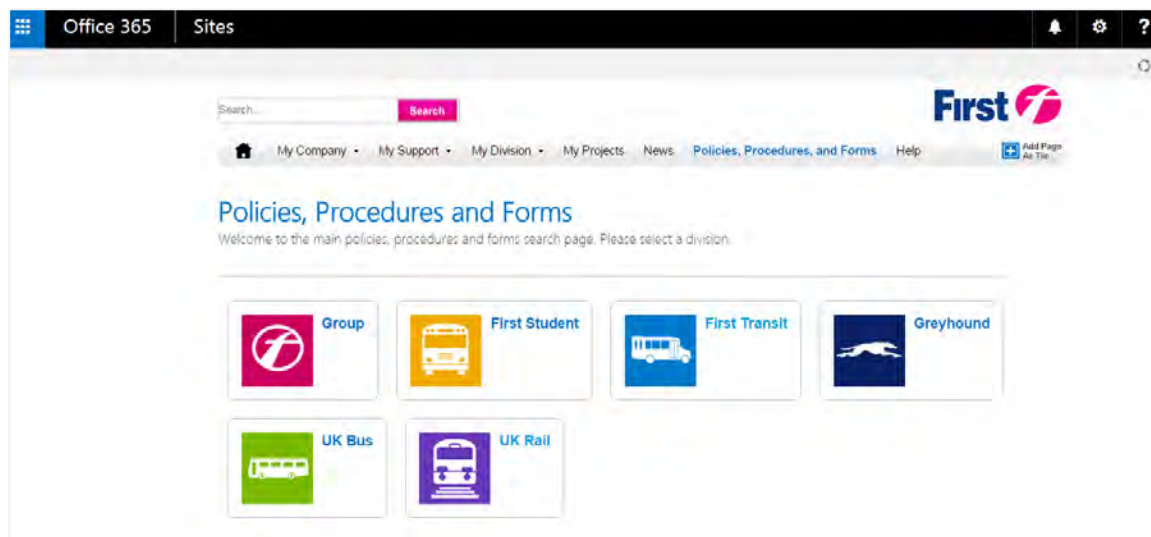 Office 365 Sites ?
Search... Search First
My Company My Support My Division My Projects News Policies, Procedures, and Forms Help Add Page
As Tile
Policies, Procedures and Forms
Welcome to the main policies, procedures and forms search page. Please select a division.
Group First Student First Transit Greyhound
UK Bus UK Rail